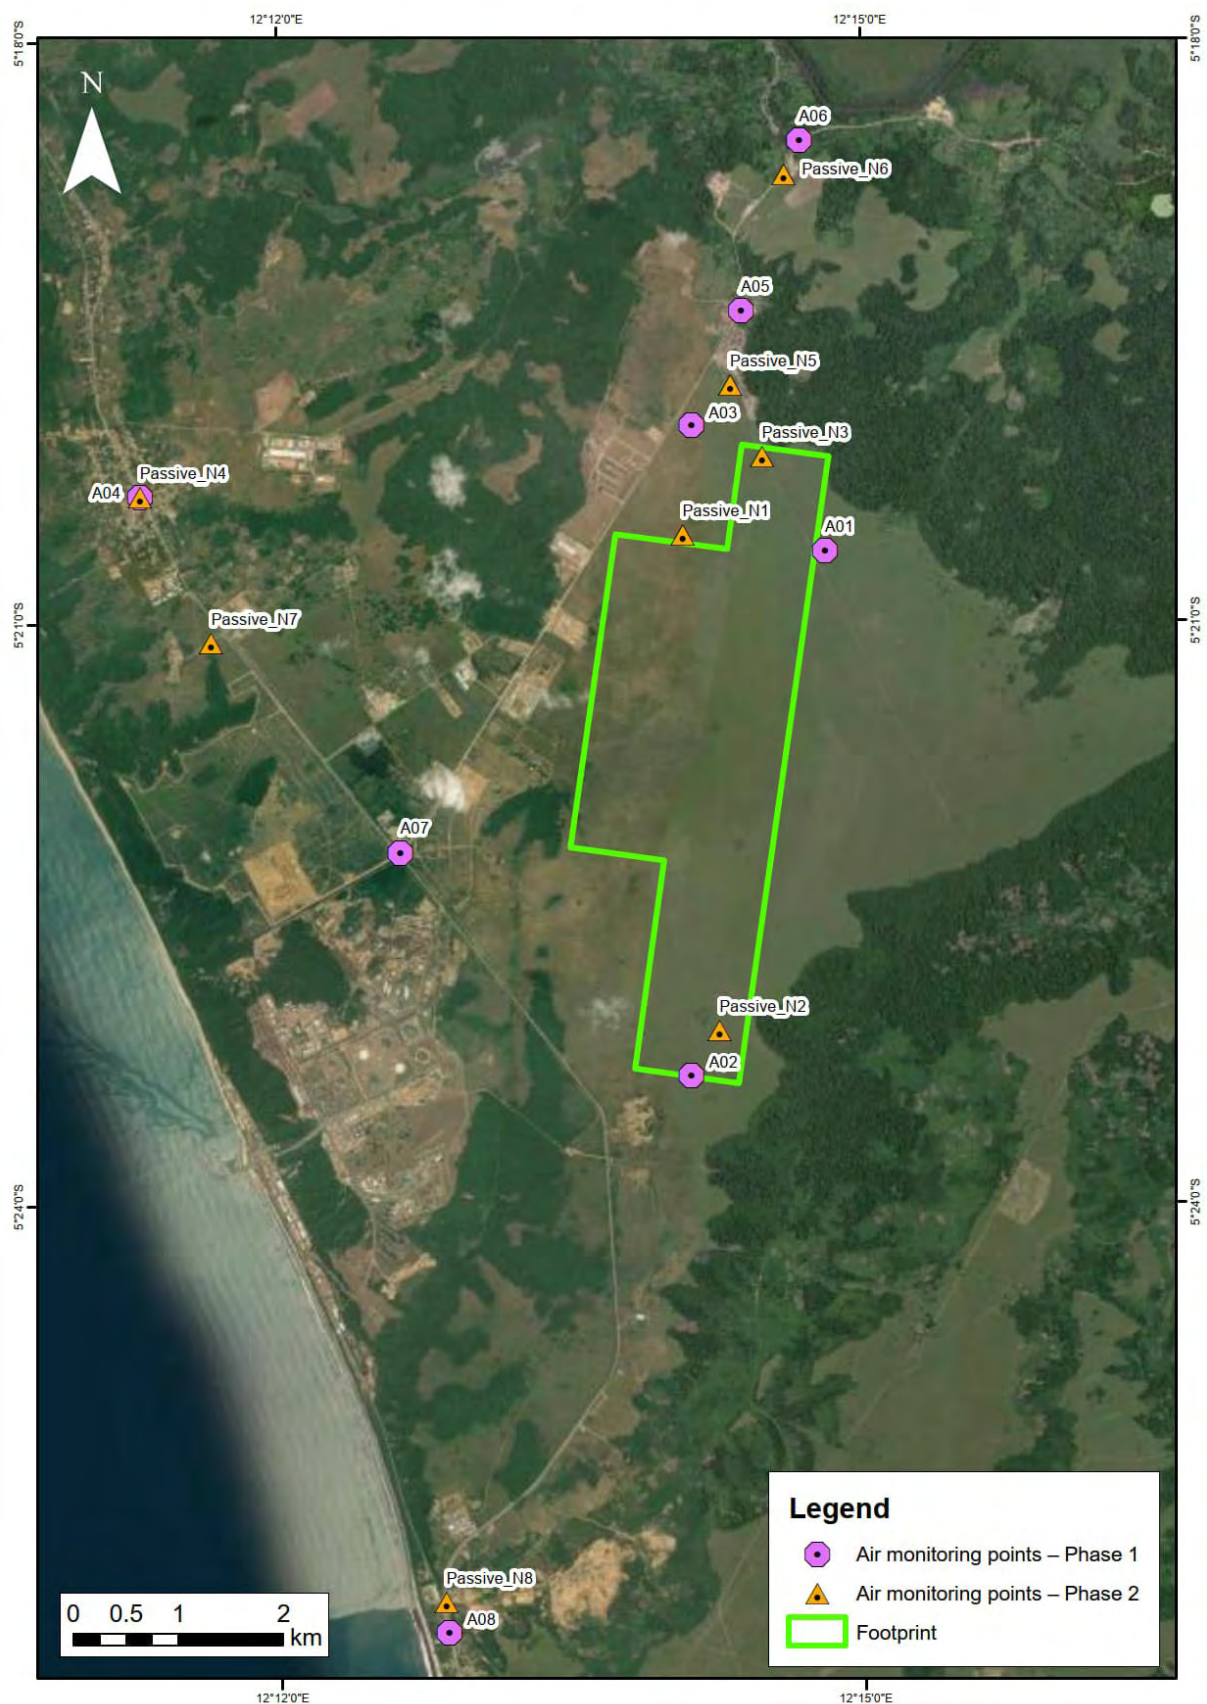 12°12'0"E
12°15'0"E
5°18'0"S
5°18'0"S
N
A06
Passive_N6
A05
Passive_N5
A03
Passive_N3
Passive_N4
A04
Passive_N1
A01
Passive_N7
5°21'0"S
5°21'0"S
A07
Passive_N2
A02
5°24'0"S
5°24'0"S
Legend
Air monitoring points – Phase 1
Air monitoring points – Phase 2
Footprint
Passive_N8
A08
0 0.5 1 2
km
12°12'0"E
12°15'0"E